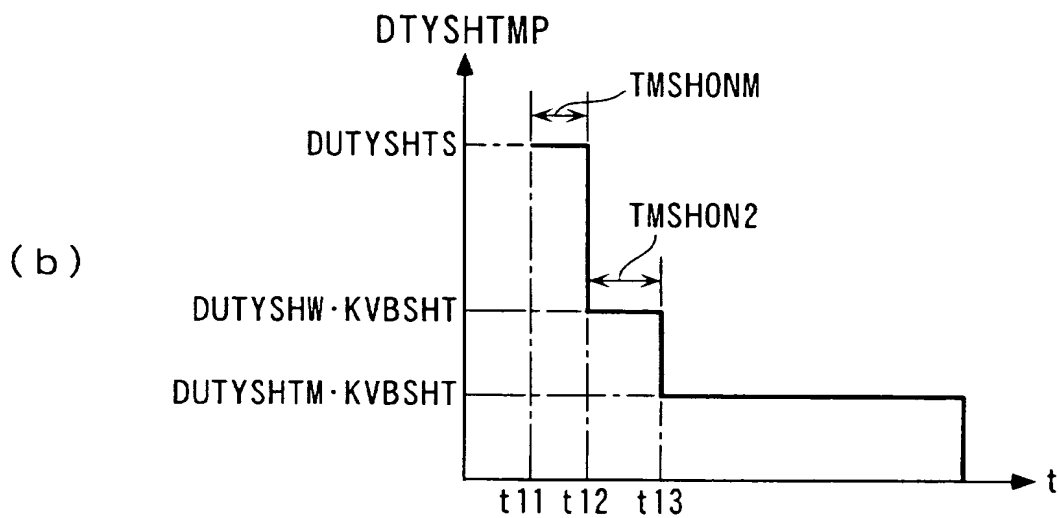 DTYSHTMP
TMSHONM
DUTYSHTS
TMSHON2
(b)
DUTYSHW·KVBSHT
DUTYSHTM·KVBSHT
t
t11 t12 t13